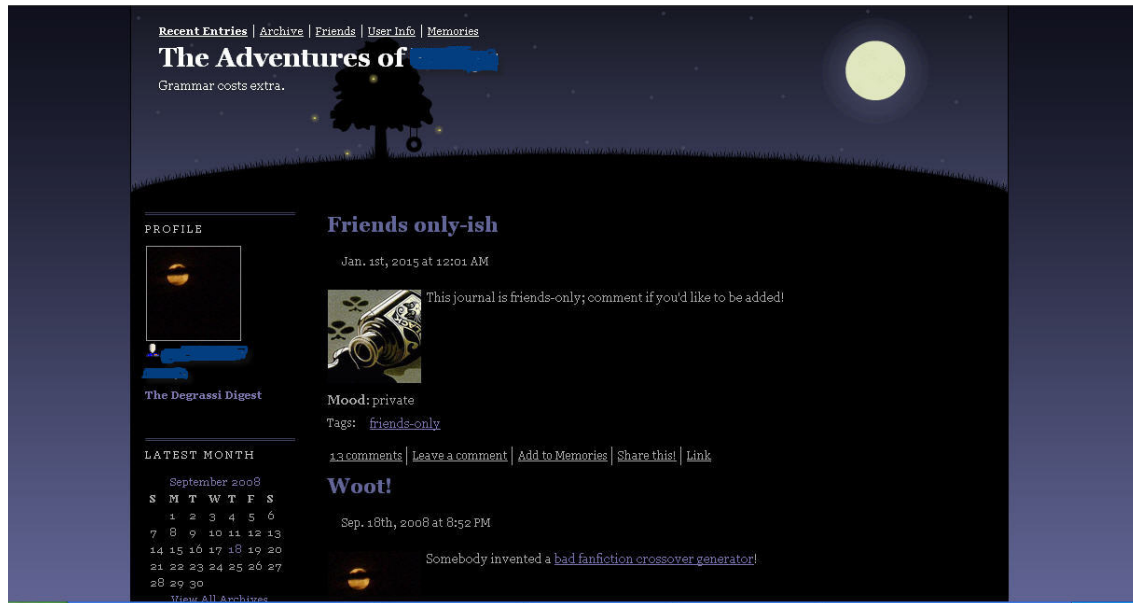 Recent Entries | Archive | Friends | User Info | Memories
The Adventures of
Grammar costs extra.
PROFILE
The Degrassi Digest
LATEST MONTH
September 2008
S M T W T F S
1 2 3 4 5 6
7 8 9 10 11 12 13
14 15 16 17 18 19 20
21 22 23 24 25 26 27
28 29 30
View All Archives
Friends only-ish
Jan. 1st, 2015 at 12:01 AM
This journal is friends-only; comment if you'd like to be added!
Mood: private
Tags: friends-only
13 comments | Leave a comment | Add to Memories | Share this! | Link
Woot!
Sep. 18th, 2008 at 8:52 PM
Somebody invented a bad fanfiction crossover generator!